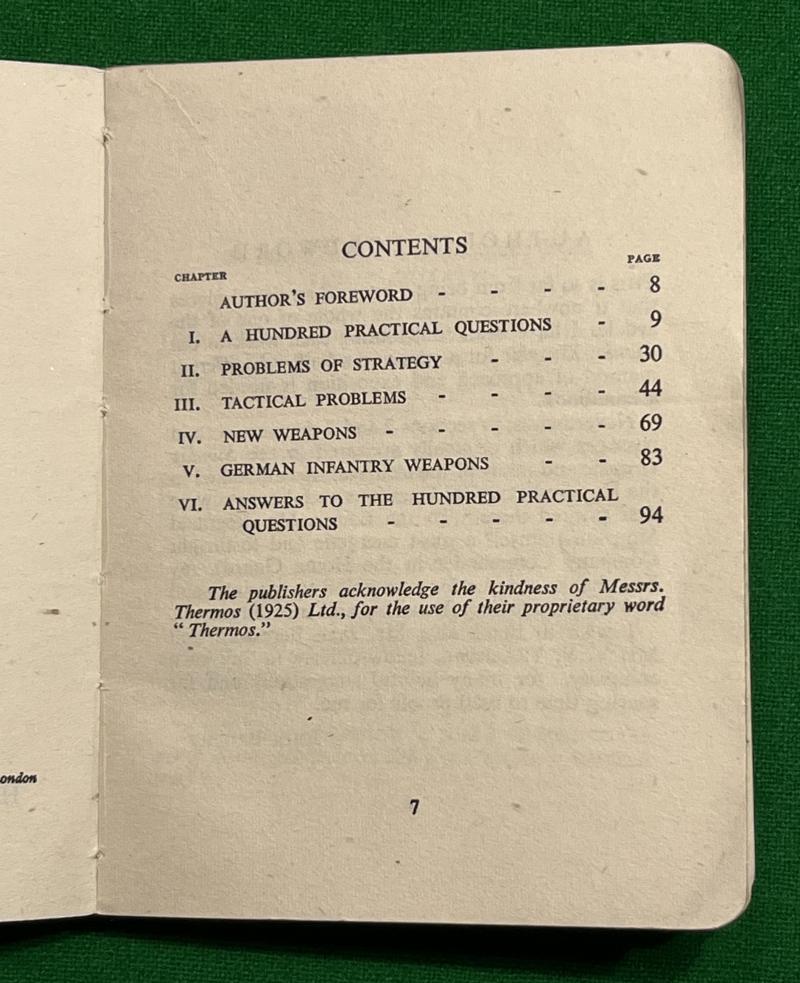 CONTENTS
CHAPTER PAGE
AUTHOR'S FOREWORD - - - - 8
I. A HUNDRED PRACTICAL QUESTIONS - 9
II. PROBLEMS OF STRATEGY - - - 30
III. TACTICAL PROBLEMS - - - - 44
IV. NEW WEAPONS - - - - - 69
V. GERMAN INFANTRY WEAPONS - - 83
VI. ANSWERS TO THE HUNDRED PRACTICAL
QUESTIONS - - - - - 94
The publishers acknowledge the kindness of Messrs.
Thermos (1925) Ltd., for the use of their proprietary word
" Thermos."
7
ondon